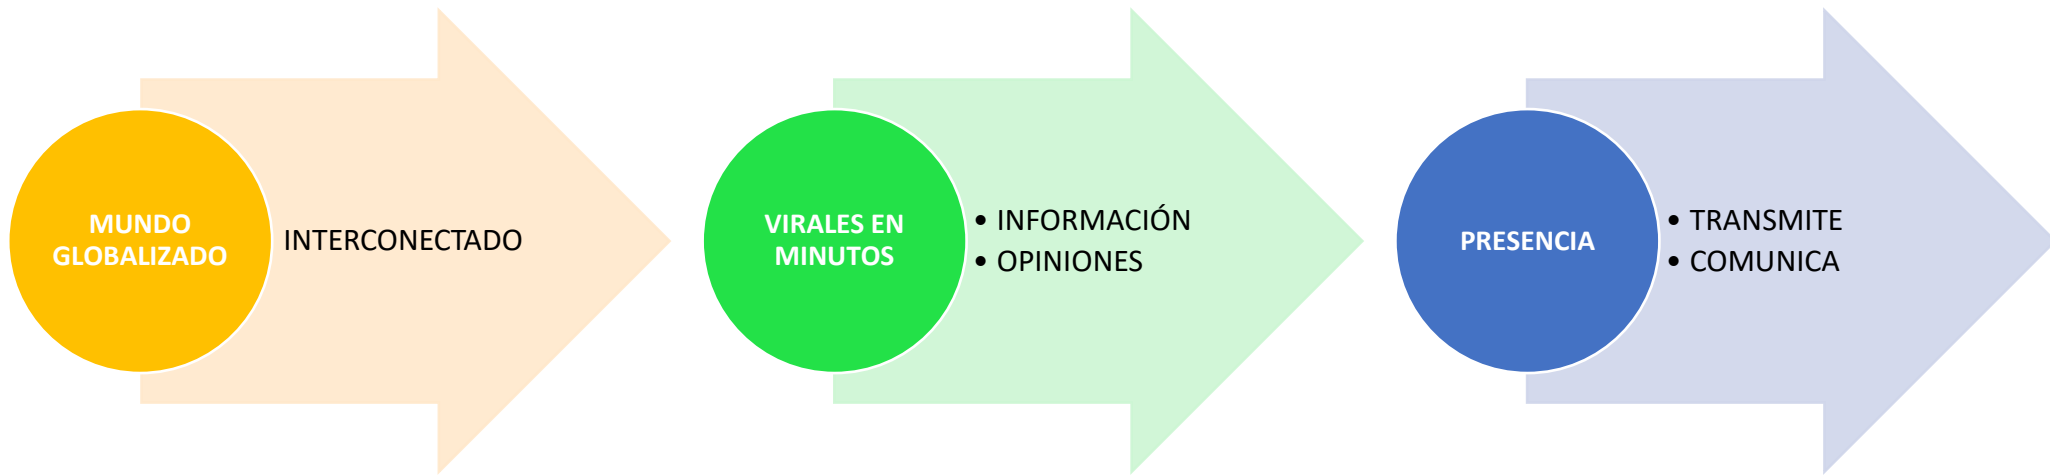 MUNDO
GLOBALIZADO
INTERCONECTADO
VIRALES EN
MINUTOS
• INFORMACIÓN
• OPINIONES
PRESENCIA
• TRANSMITE
• COMUNICA